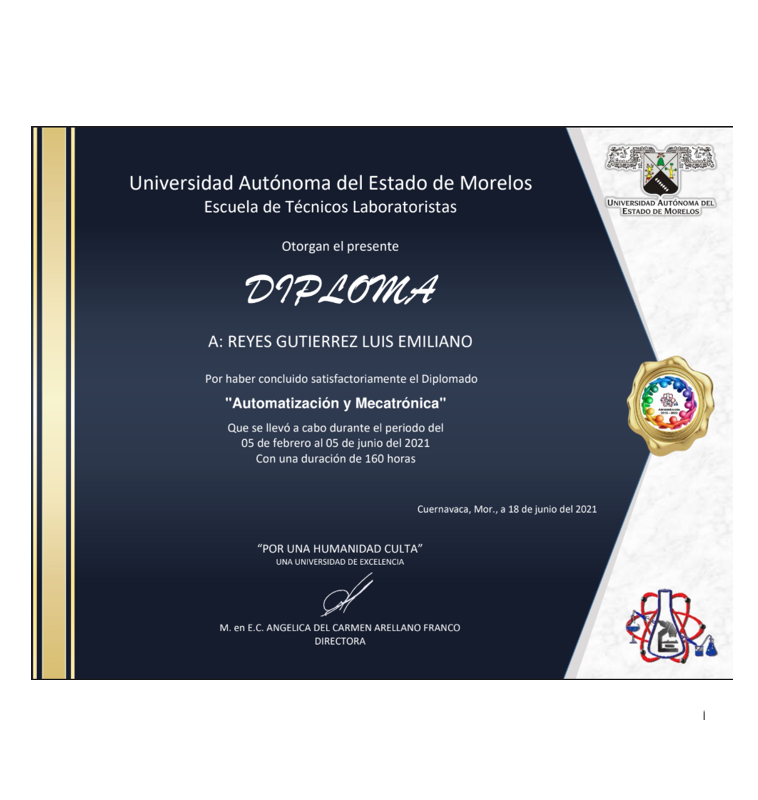 Universidad Autónoma del Estado de Morelos
Escuela de Técnicos Laboratoristas
UNIVERSIDAD AUTÓNOMA DEL
ESTADO DE MORELOS
Otorgan el presente
DIPLOMA
A: REYES GUTIERREZ LUIS EMILIANO
Por haber concluido satisfactoriamente el Diplomado
"Automatización y Mecatrónica"
Que se llevó a cabo durante el periodo del
05 de febrero al 05 de junio del 2021
Con una duración de 160 horas
Cuernavaca, Mor., a 18 de junio del 2021
“POR UNA HUMANIDAD CULTA”
UNA UNIVERSIDAD DE EXCELENCIA
M. en E.C. ANGELICA DEL CARMEN ARELLANO FRANCO
DIRECTORA